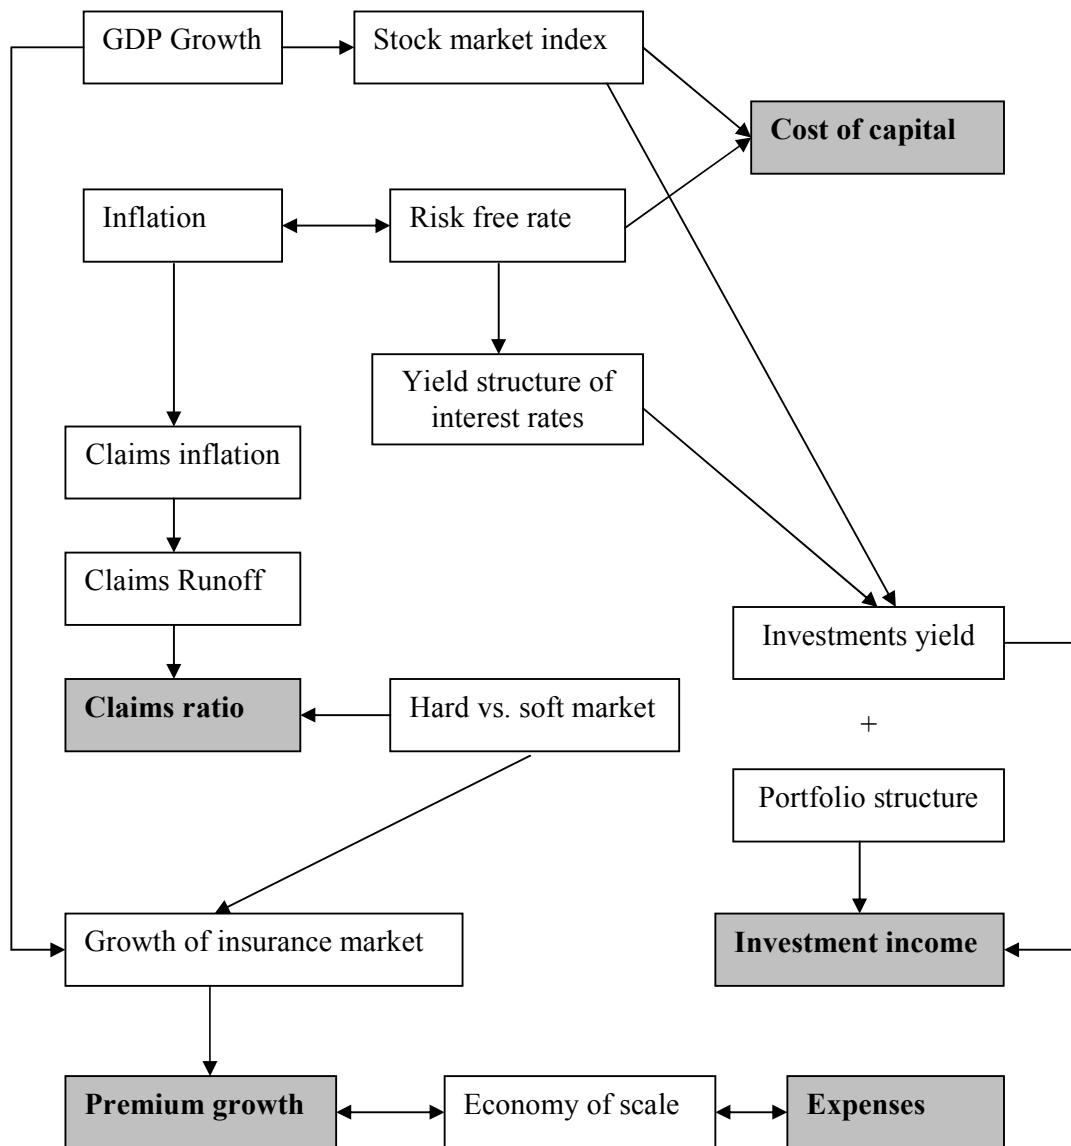 GDP Growth
Stock market index
Cost of capital
Inflation
Risk free rate
Yield structure of
interest rates
Claims inflation
Claims Runoff
Investments yield
Claims ratio
Hard vs. soft market
+
Portfolio structure
Growth of insurance market
Investment income
Premium growth
Economy of scale
Expenses